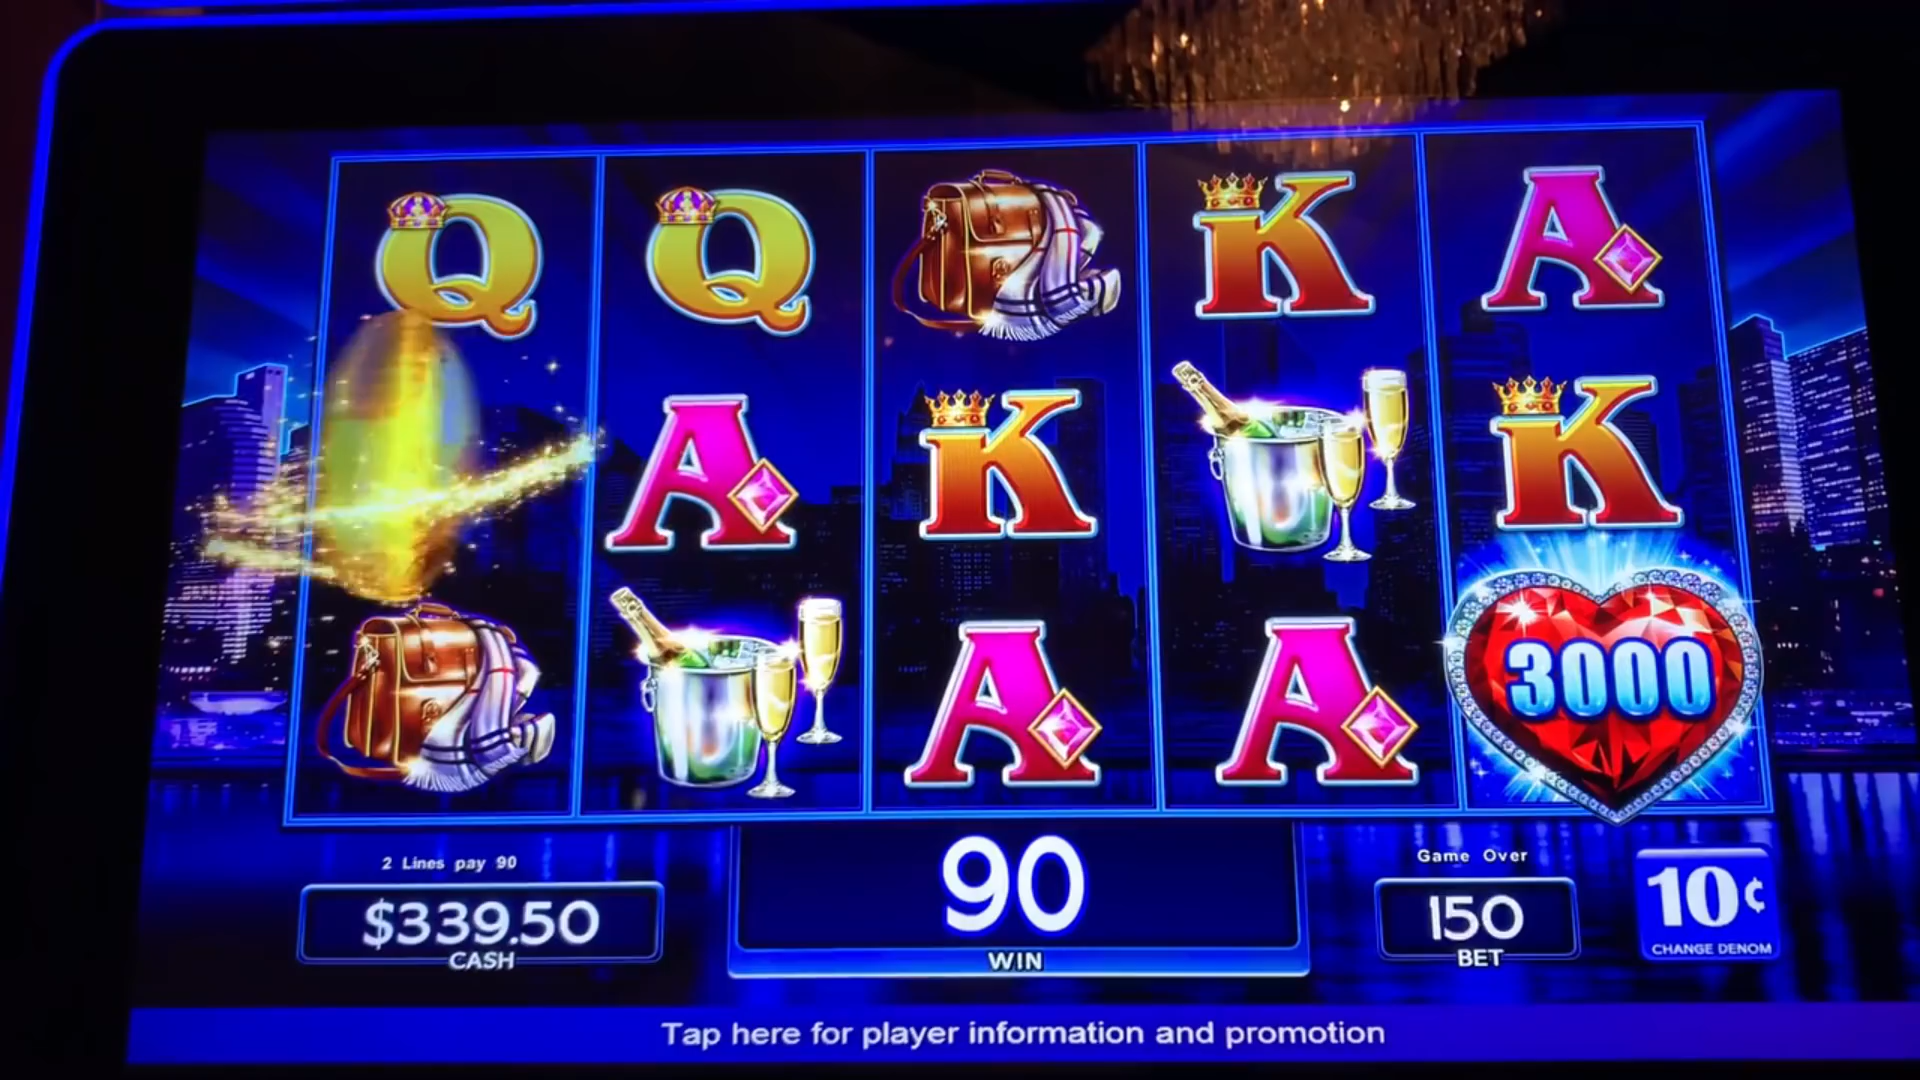 Q Q K A
A K K
A A 3000
2 Lines pay 90
$339.50
CASH
90
WIN
Game Over
150
BET
10¢
CHANGE DENOM
Tap here for player information and promotion